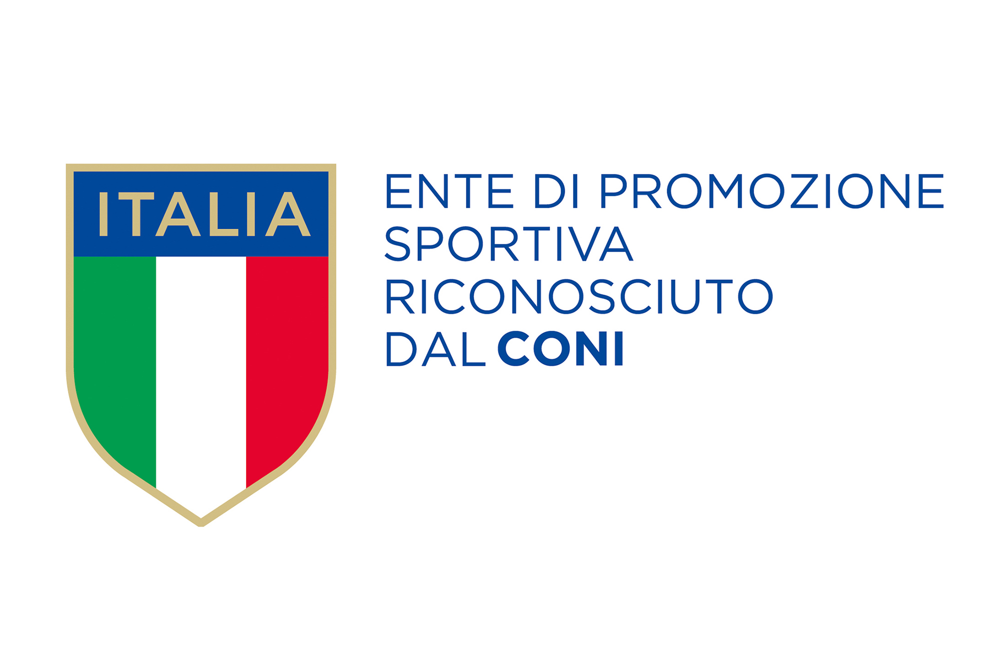 ITALIA
ENTE DI PROMOZIONE
SPORTIVA
RICONOSCIUTO
DAL CONI